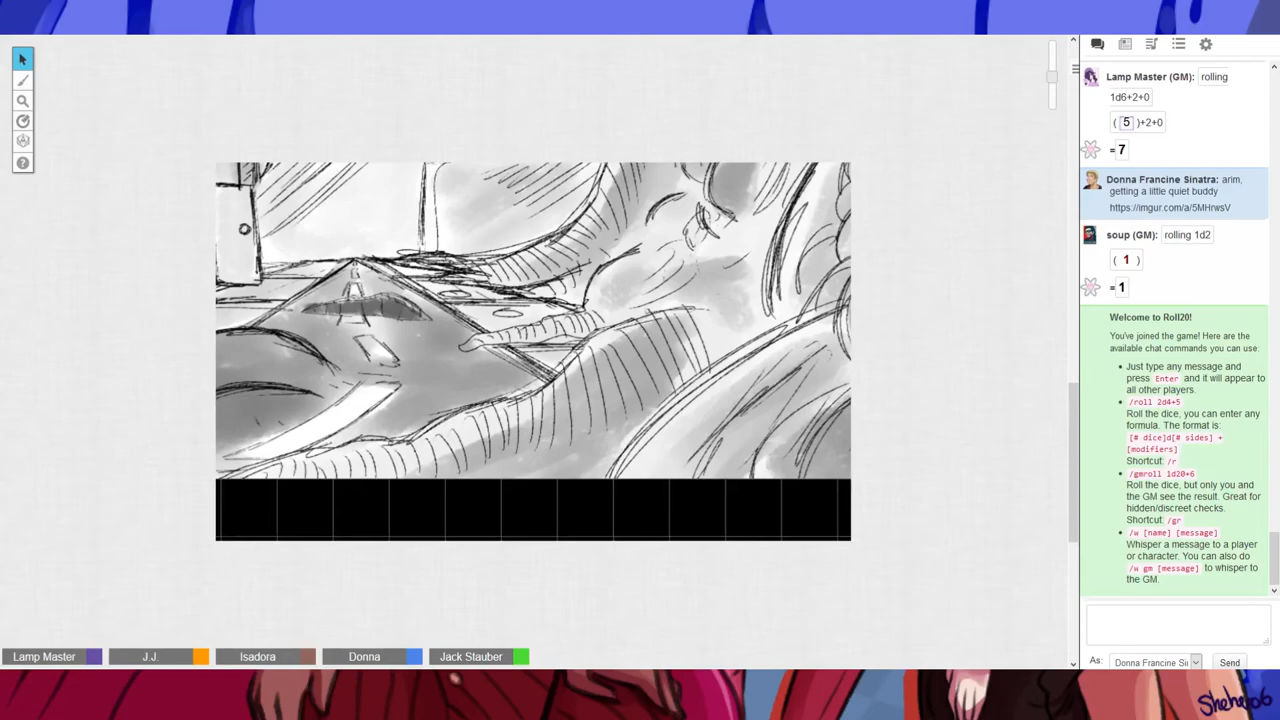 Lamp Master (GM): rolling
1d6+2+0
( 5 )+2+0
= 7
Donna Francine Sinatra: arim,
getting a little quiet buddy
https://imgur.com/a/5MHrwsV
soup (GM): rolling 1d2
( 1 )
= 1
Welcome to Roll20!
You've joined the game! Here are the
available chat commands you can use:
• Just type any message and
press Enter and it will appear to
all other players.
• /roll 2d4+5
Roll the dice, you can enter any
formula. The format is:
[# dice]d[# sides] +
[modifiers]
Shortcut: /r
• /gmroll 1d20+6
Roll the dice, but only you and
the GM see the result. Great for
hidden/discreet checks.
Shortcut: /gr
• /w [name] [message]
Whisper a message to a player
or character. You can also do
/w gm [message] to whisper to
the GM.
Lamp Master
J.J.
Isadora
Donna
Jack Stauber
As: Donna Francine Sin
Send